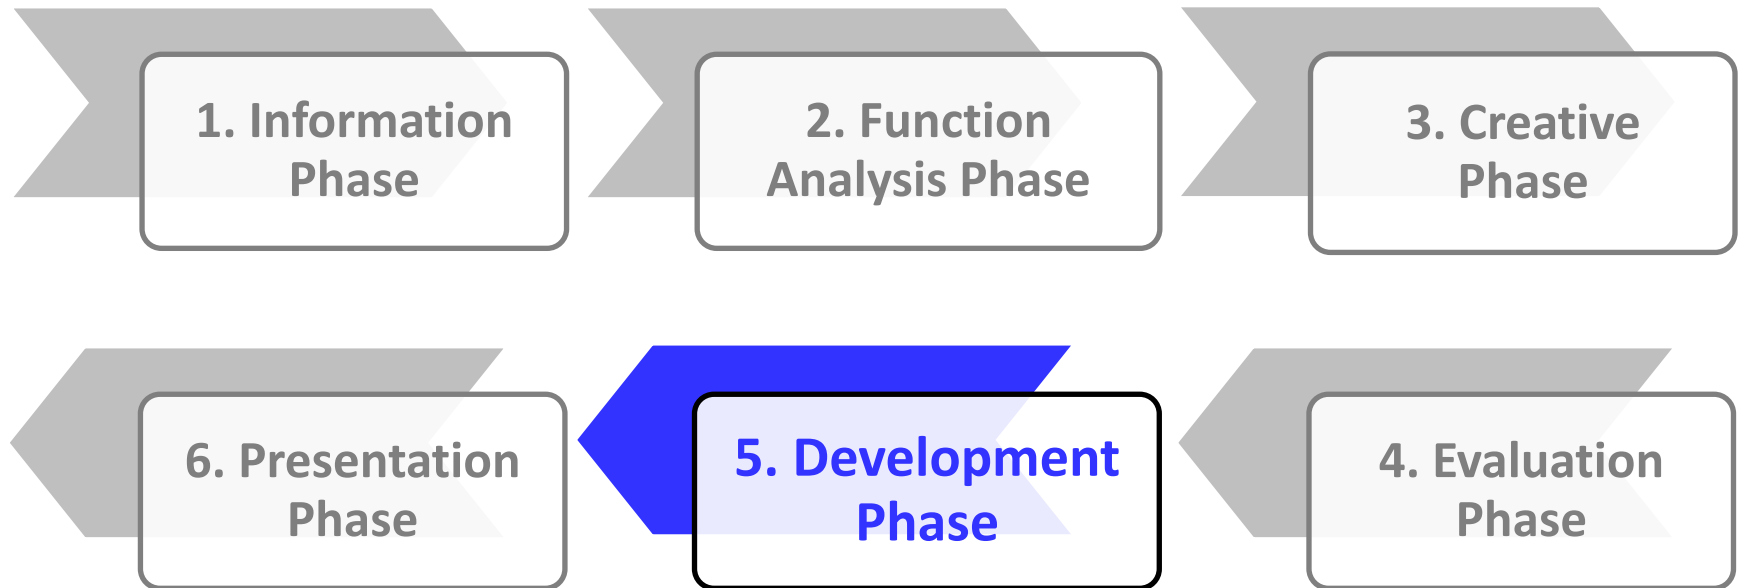 1. Information
Phase
2. Function
Analysis Phase
3. Creative
Phase
4. Evaluation
Phase
5. Development
Phase
6. Presentation
Phase